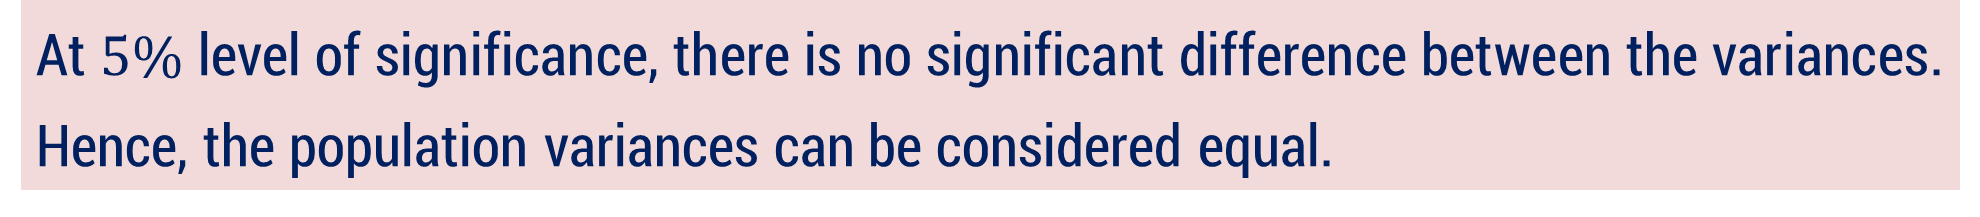 At 5% level of significance, there is no significant difference between the variances.
Hence, the population variances can be considered equal.